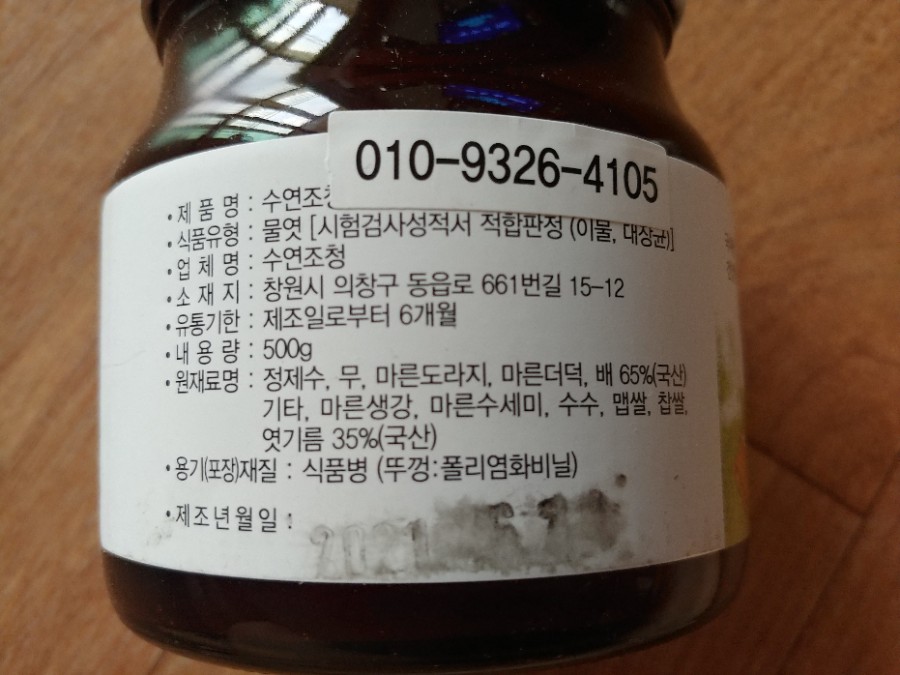 010-9326-4105
• 제 품 명 : 수연조청
• 식품유형 : 물엿 [시험검사성적서 적합판정 (이물, 대장균)]
• 업 체 명 : 수연조청
• 소 재 지 : 창원시 의창구 동읍로 661번길 15-12
• 유통기한 : 제조일로부터 6개월
• 내 용 량 : 500g
• 원재료명 : 정제수, 무, 마른도라지, 마른더덕, 배 65%(국산)
기타, 마른생강, 마른수세미, 수수, 맵쌀, 찹쌀,
엿기름 35%(국산)
• 용기(포장)재질 : 식품병 (뚜껑:폴리염화비닐)
• 제조년월일 : 2021